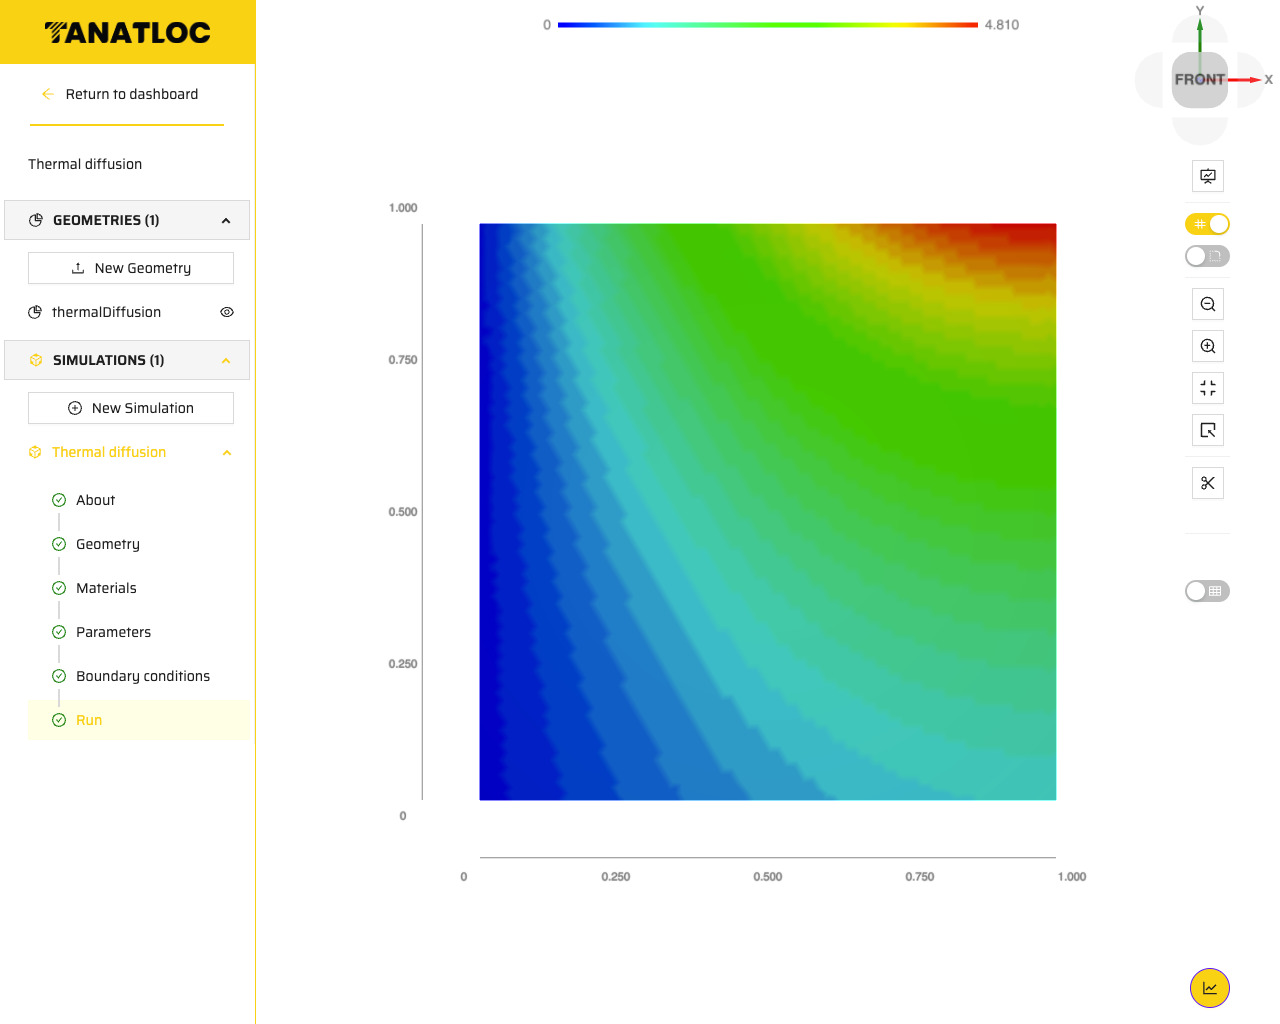 TANATLOC
Return to dashboard
Thermal diffusion
GEOMETRIES (1)
New Geometry
thermalDiffusion
SIMULATIONS (1)
New Simulation
Thermal diffusion
About
Geometry
Materials
Parameters
Boundary conditions
Run
0 4.810
Y
FRONT X
1.000
0.750
0.500
0.250
0
0 0.250 0.500 0.750 1.000